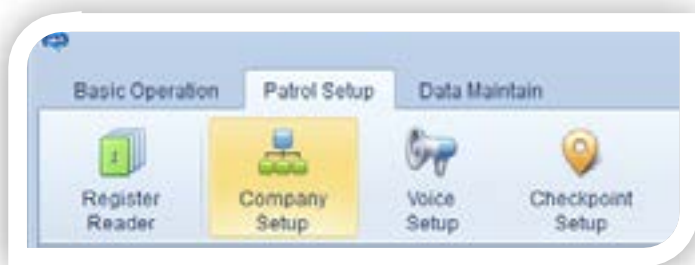 Basic Operation Patrol Setup Data Maintain
Register Company Voice Checkpoint
Reader Setup Setup Setup